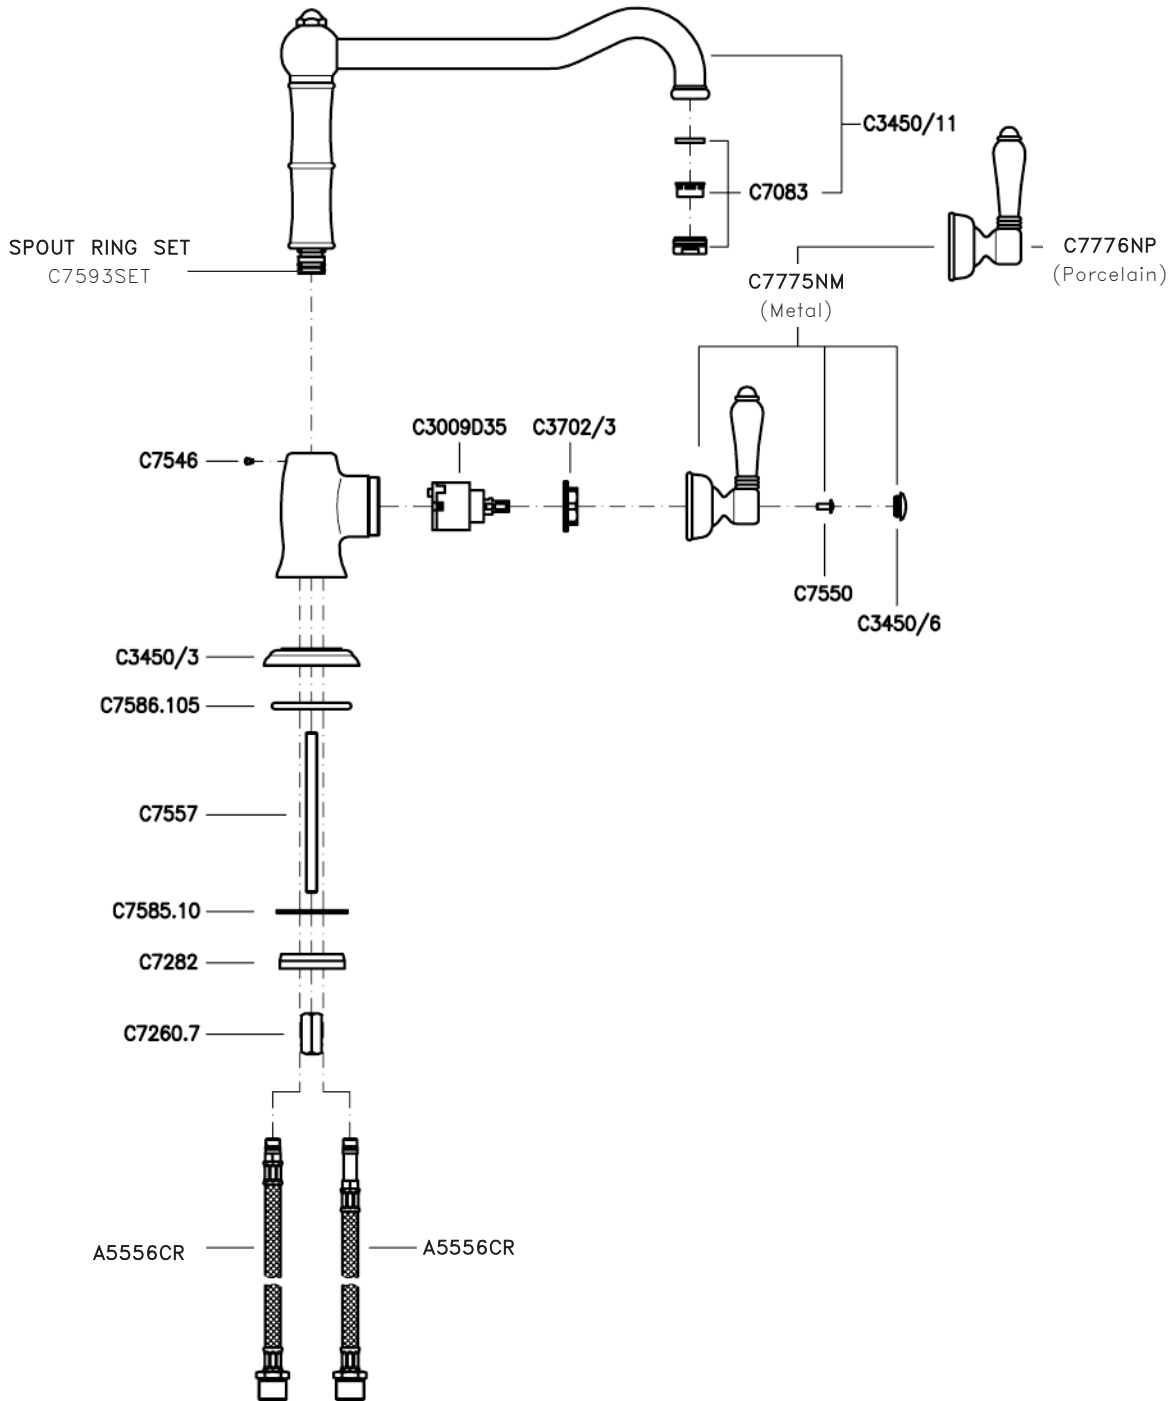 C3450/11
C7083
SPOUT RING SET
C7593SET
C7776NP
(Porcelain)
C7775NM
(Metal)
C3009D35
C3702/3
C7546
C7550
C3450/6
C3450/3
C7586.105
C7557
C7585.10
C7282
C7260.7
A5556CR
A5556CR